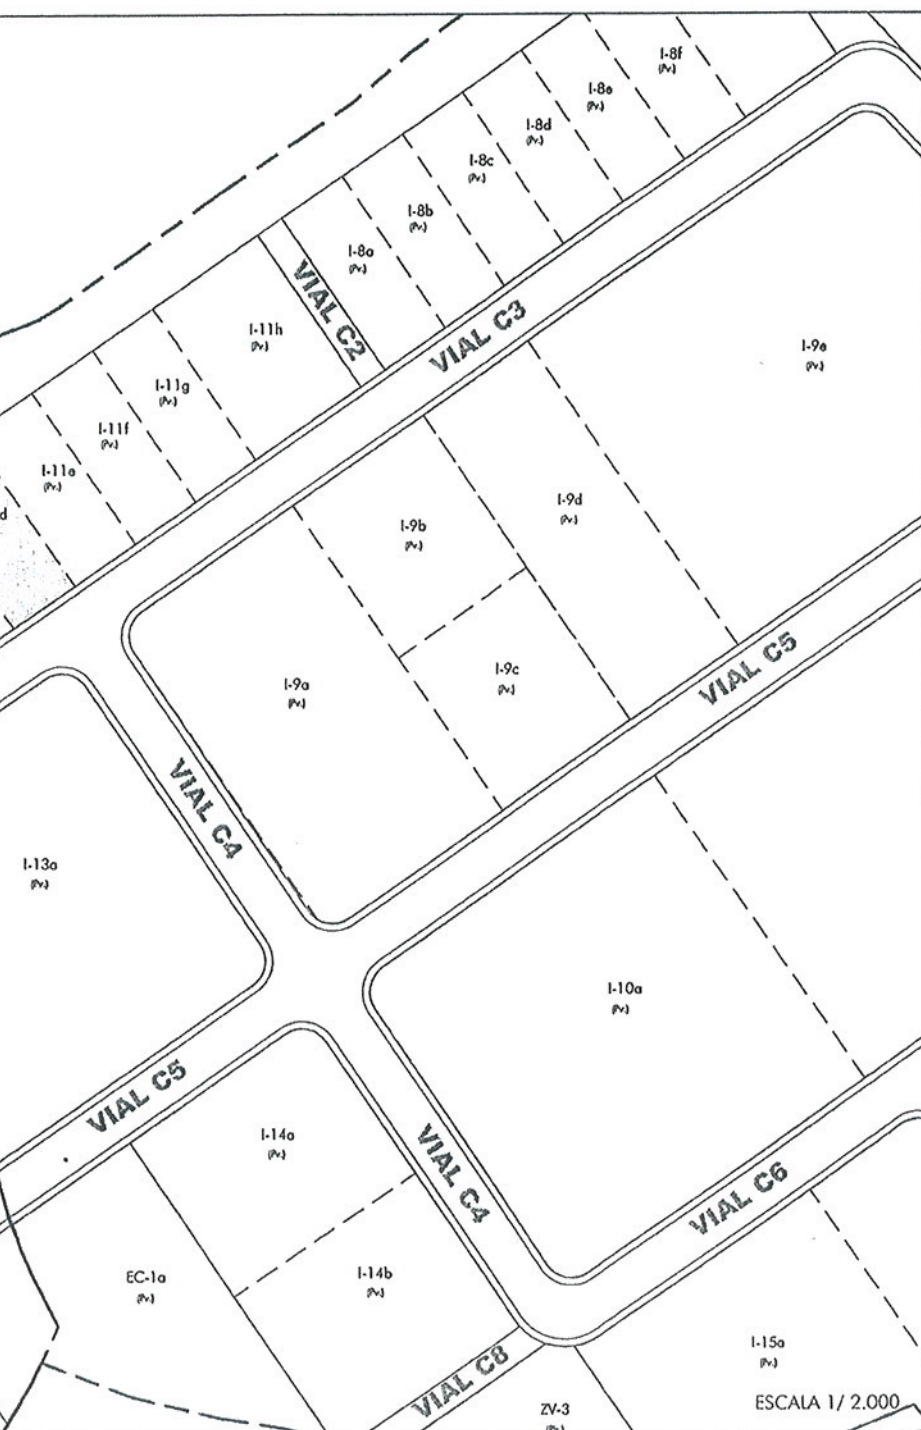 I-8f
(Pv.)
I-8e
(Pv.)
I-8d
(Pv.)
I-8c
(Pv.)
I-8b
(Pv.)
I-8a
(Pv.)
VIAL C2
VIAL C3
I-11h
(Pv.)
I-11g
(Pv.)
I-11f
(Pv.)
I-11e
(Pv.)
d
I-9e
(Pv.)
I-9d
(Pv.)
I-9b
(Pv.)
I-9c
(Pv.)
I-9a
(Pv.)
VIAL C5
VIAL C4
I-13a
(Pv.)
I-10a
(Pv.)
VIAL C5
I-14a
(Pv.)
VIAL C4
VIAL C6
EC-1a
(Pv.)
I-14b
(Pv.)
VIAL C8
I-15a
(Pv.)
ZV-3
(Pv.)
ESCALA 1/ 2.000